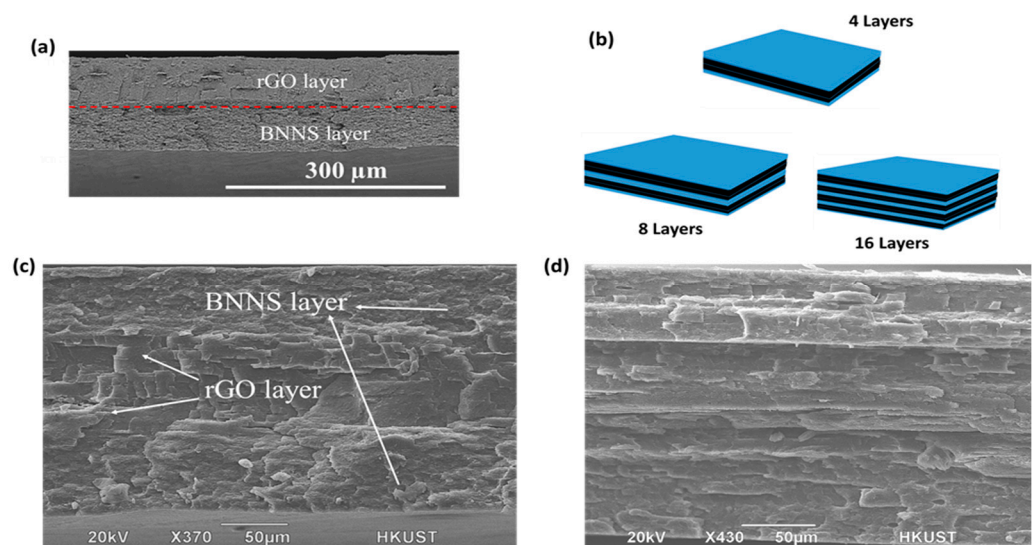 (a)
rGO layer
BNNS layer
300 µm
(b)
4 Layers
8 Layers
16 Layers
(c)
BNNS layer
rGO layer
20kV X370 50µm HKUST
(d)
20kV X430 50µm HKUST